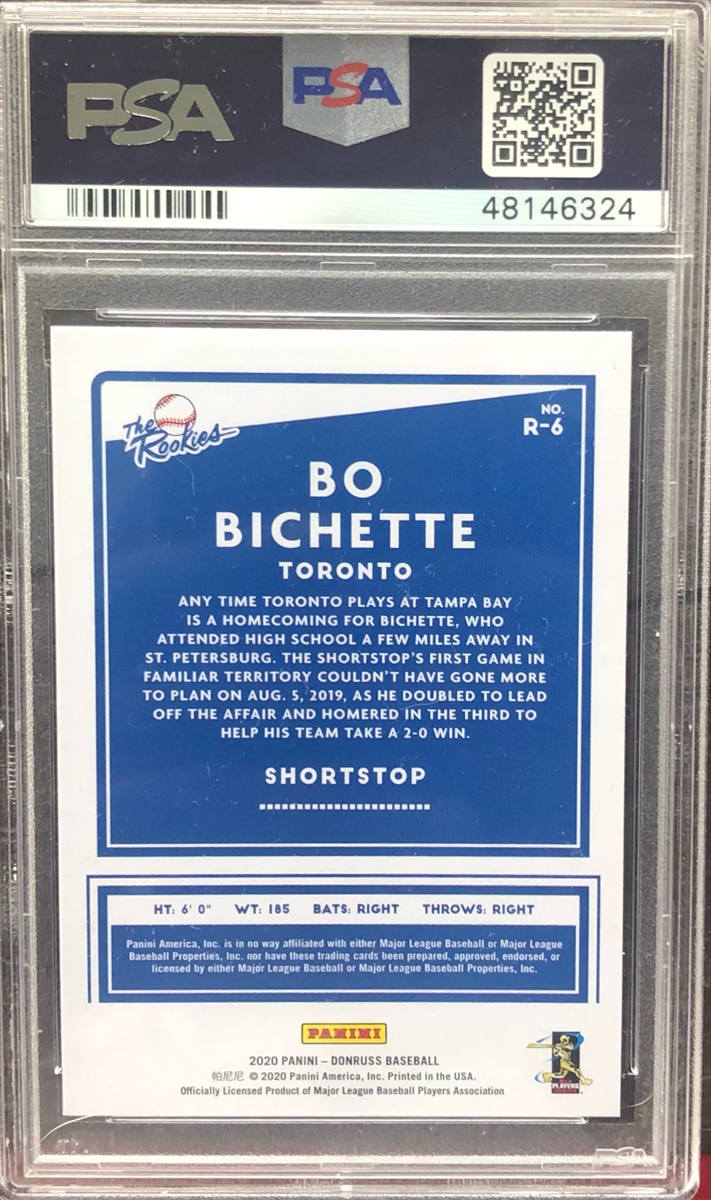 PSA
PSA
48146324
The
Rookies
NO.
R-6
BO
BICHETTE
TORONTO
ANY TIME TORONTO PLAYS AT TAMPA BAY
IS A HOMECOMING FOR BICHETTE, WHO
ATTENDED HIGH SCHOOL A FEW MILES AWAY IN
ST. PETERSBURG. THE SHORTSTOP'S FIRST GAME IN
FAMILIAR TERRITORY COULDN'T HAVE GONE MORE
TO PLAN ON AUG. 5, 2019, AS HE DOUBLED TO LEAD
OFF THE AFFAIR AND HOMERED IN THE THIRD TO
HELP HIS TEAM TAKE A 2-0 WIN.
SHORTSTOP
HT: 6' 0" WT: 185 BATS: RIGHT THROWS: RIGHT
Panini America, Inc. is in no way affiliated with either Major League Baseball or Major League
Baseball Properties, Inc. nor have these trading cards been prepared, approved, endorsed, or
licensed by either Major League Baseball or Major League Baseball Properties, Inc.
PANINI
2020 PANINI – DONRUSS BASEBALL
帕尼尼 © 2020 Panini America, Inc. Printed in the USA.
Officially Licensed Product of Major League Baseball Players Association
PLAYERS
PSA